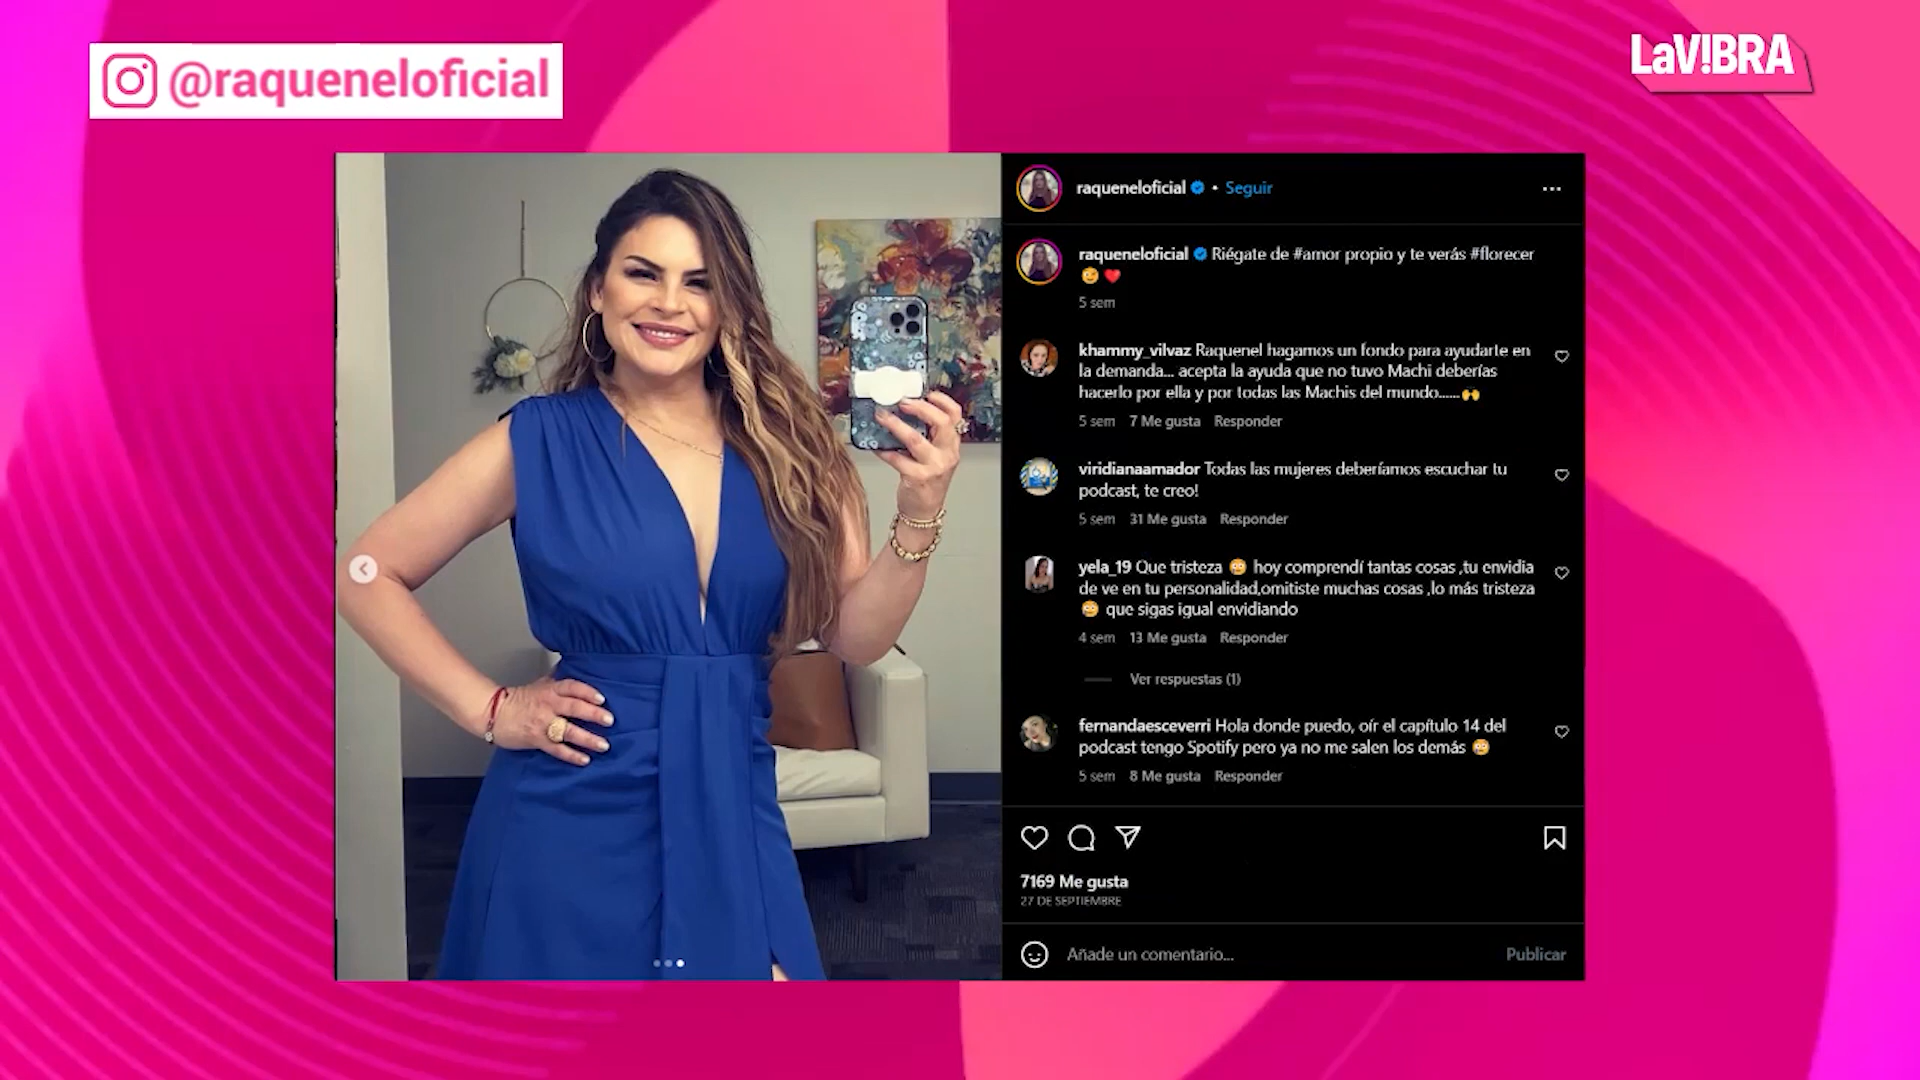 @raqueneloficial
LaV!BRA
raqueneloficial • Seguir
raqueneloficial Riégate de #amor propio y te verás #florecer
5 sem
khammy_vilvaz Raquenel hagamos un fondo para ayudarte en
la demanda... acepta la ayuda que no tuvo Machi deberías
hacerlo por ella y por todas las Machis del mundo......
5 sem 7 Me gusta Responder
viridianaamador Todas las mujeres deberíamos escuchar tu
podcast, te creo!
5 sem 31 Me gusta Responder
yela_19 Que tristeza 😳 hoy comprendí tantas cosas ,tu envidia
de ve en tu personalidad,omitiste muchas cosas ,lo más tristeza
😳 que sigas igual envidiando
4 sem 13 Me gusta Responder
Ver respuestas (1)
fernandaesceverri Hola donde puedo, oír el capítulo 14 del
podcast tengo Spotify pero ya no me salen los demás 😳
5 sem 8 Me gusta Responder
7169 Me gusta
27 DE SEPTIEMBRE
Añade un comentario...
Publicar